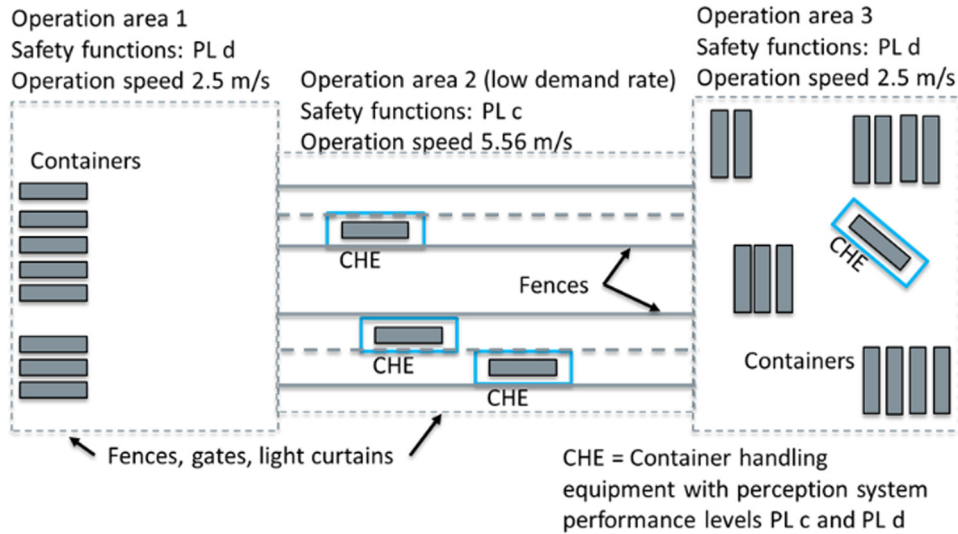 Operation area 1
Safety functions: PL d
Operation speed 2.5 m/s
Operation area 2 (low demand rate)
Safety functions: PL c
Operation speed 5.56 m/s
Operation area 3
Safety functions: PL d
Operation speed 2.5 m/s
Containers
CHE
Fences
CHE
CHE
CHE
Containers
Fences, gates, light curtains
CHE = Container handling
equipment with perception system
performance levels PL c and PL d